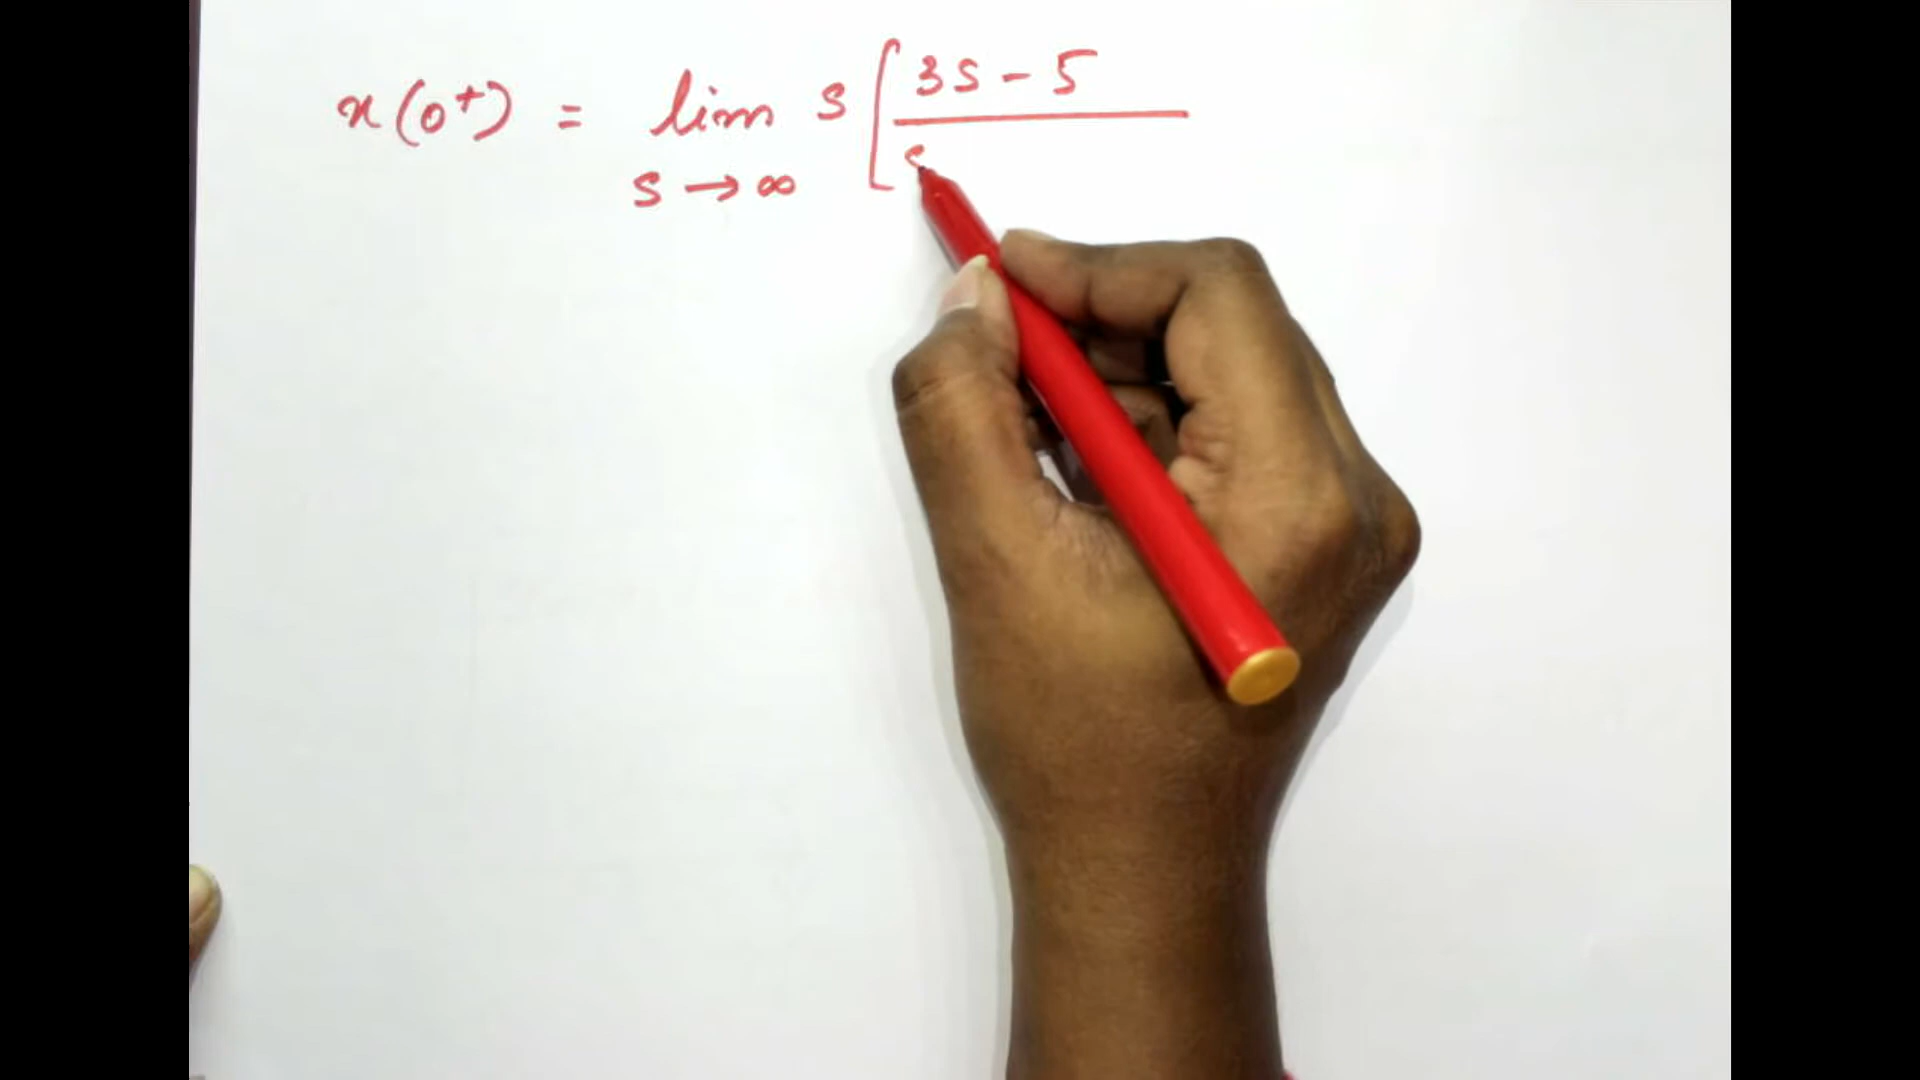 x(0⁺) = lim s [ 3s - 5
s → ∞ s